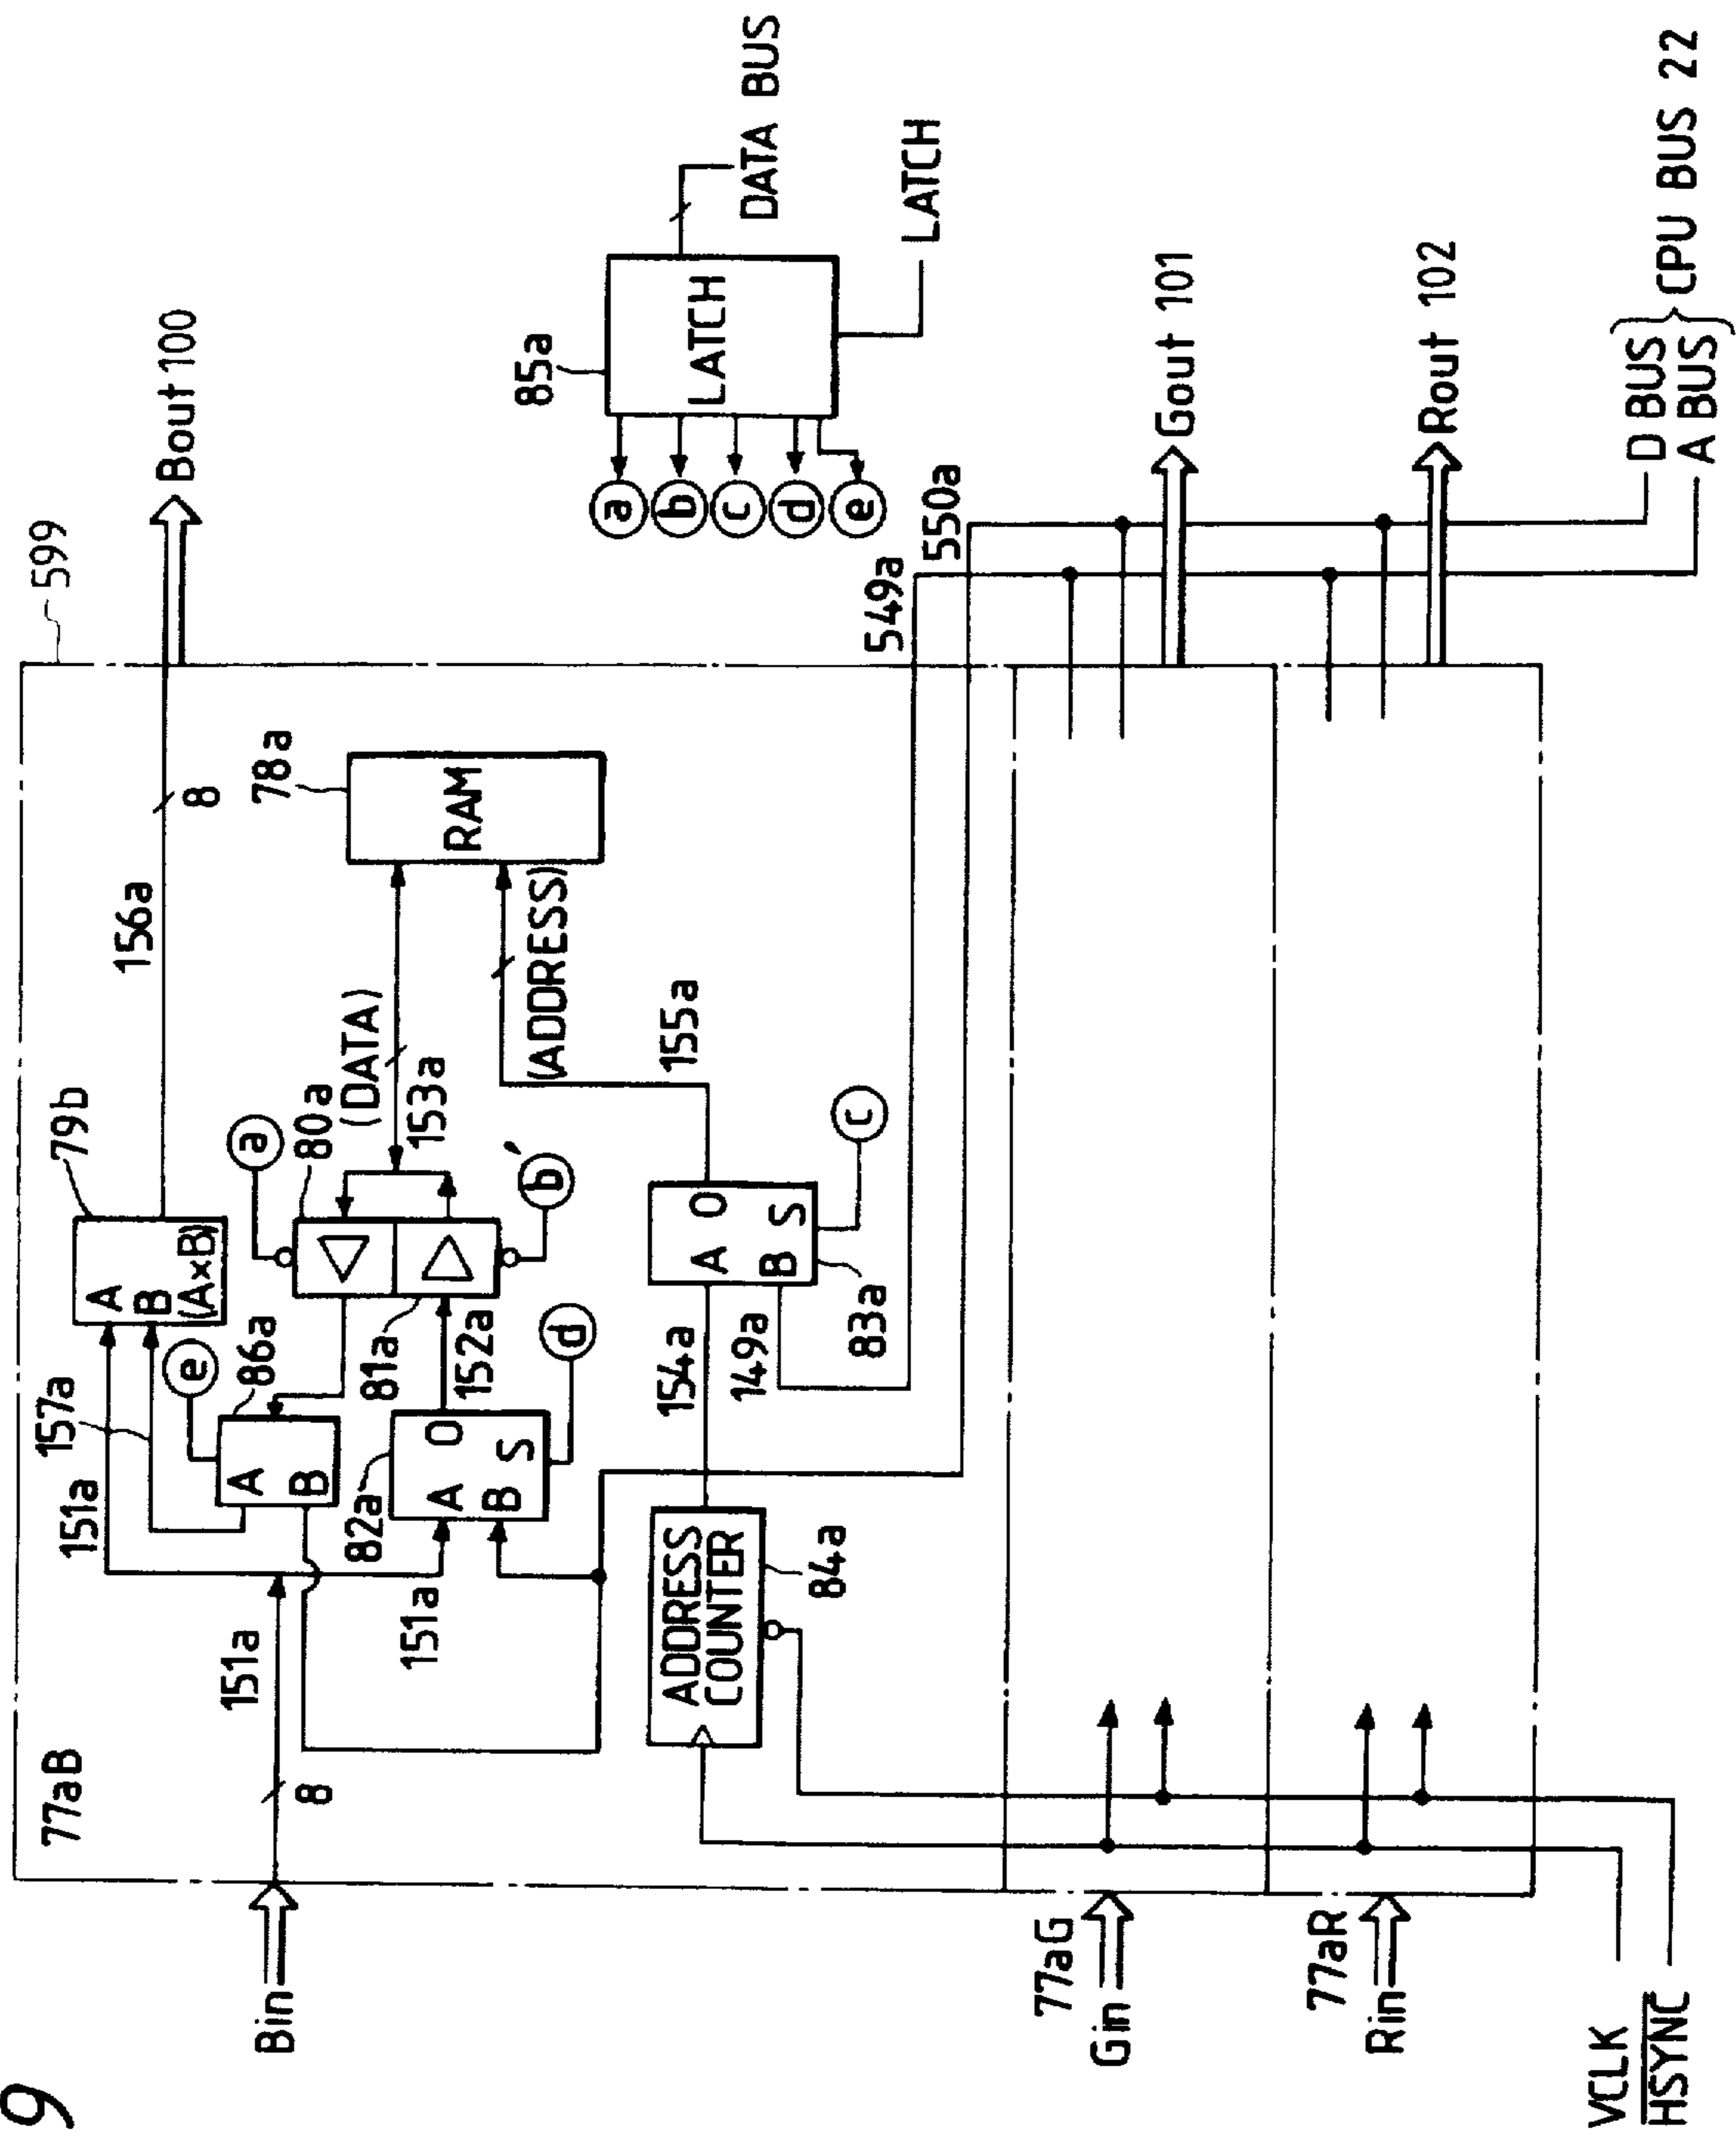 9
77aB
599
Bin
8
151a
151a
157a
151a
79b
A
B
(A×B)
156a
8
Bout 100
e
86a
A
B
a
80a
(DATA)
153a
78a
RAM
82a
A O
B S
81a
152a
d
b′
(ADDRESS)
155a
ADDRESS
COUNTER
84a
154a
149a
A O
B S
83a
c
85a
LATCH
a
b
c
d
e
DATA BUS
LATCH
549a
550a
77aG
Gin
Gout 101
77aR
Rin
Rout 102
VCLK
HSYNC
D BUS
A BUS
CPU BUS 22